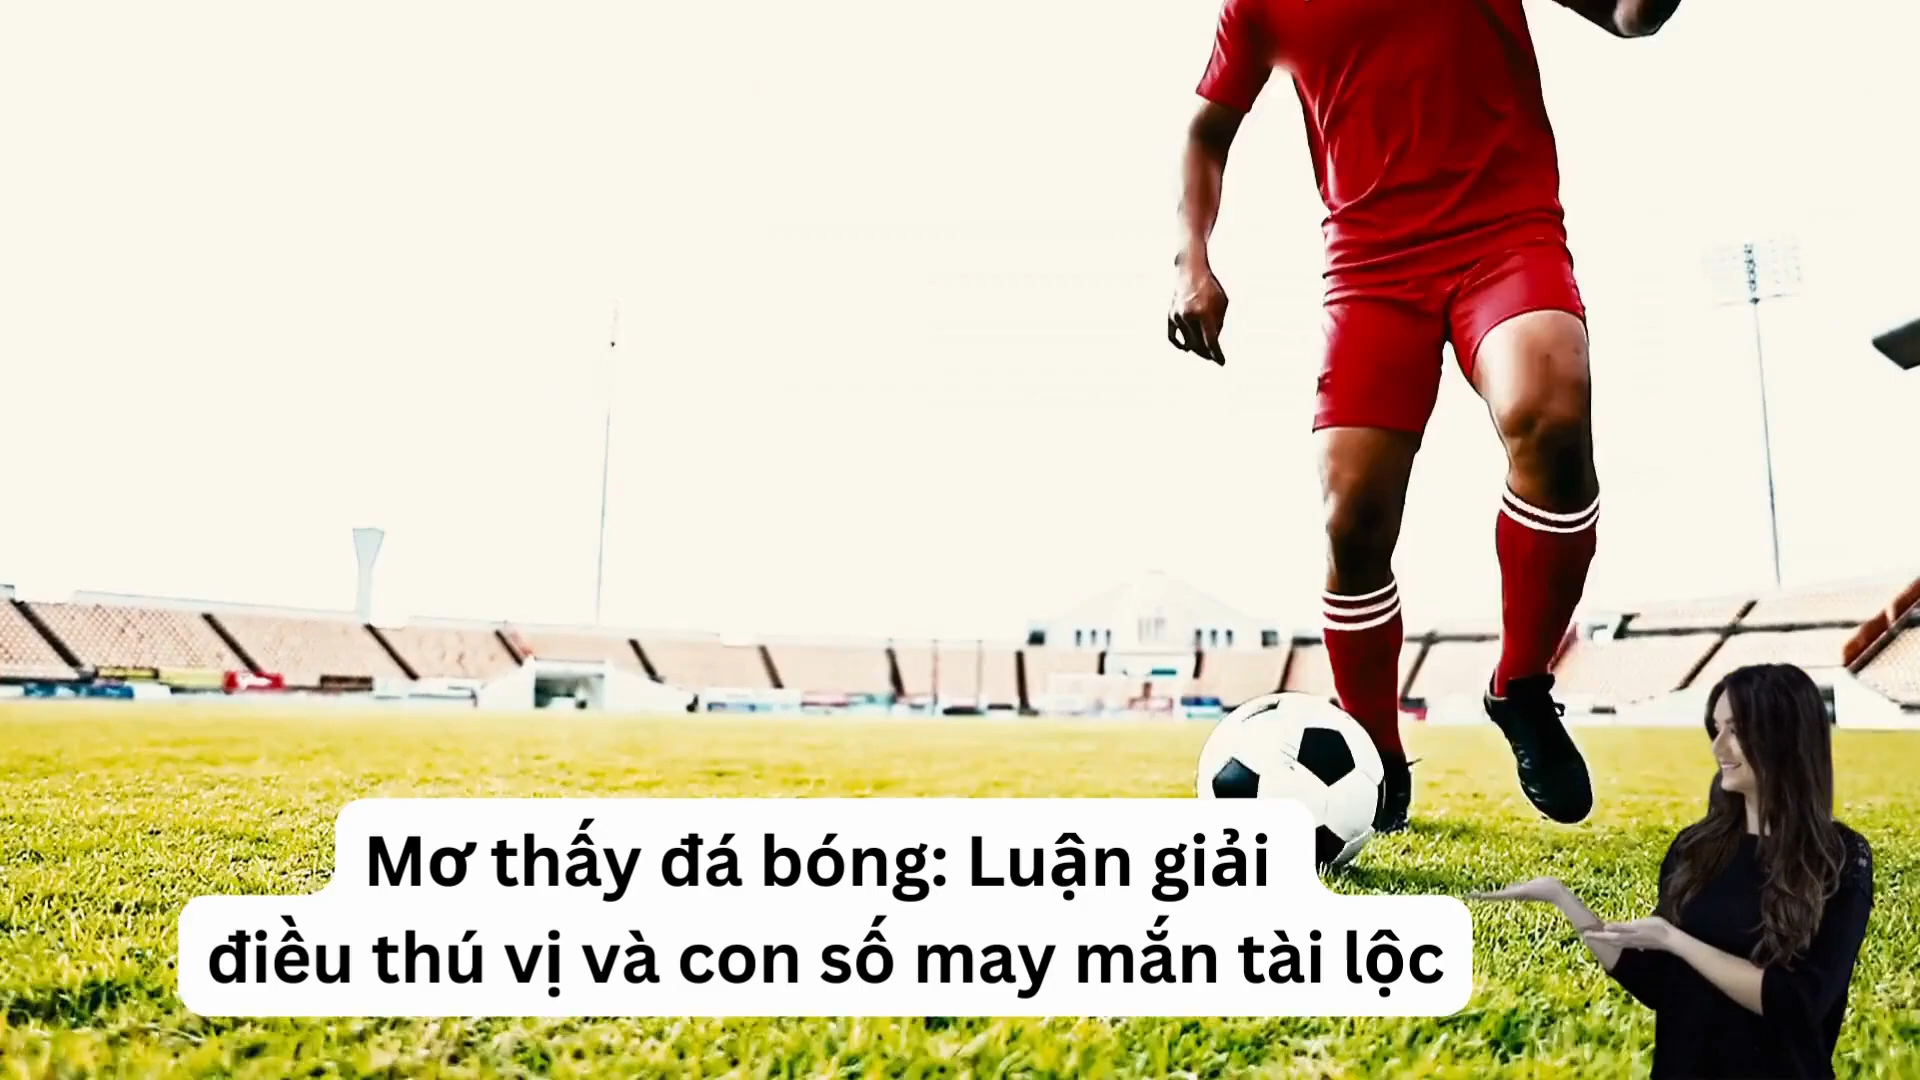 Mơ thấy đá bóng: Luận giải
điều thú vị và con số may mắn tài lộc